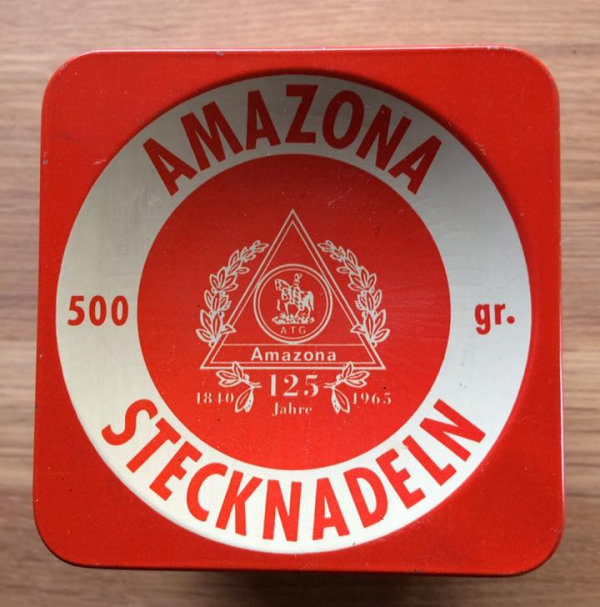 AMAZONA
500 gr.
ATG
Amazona
1840 125 1965
Jahre
STECKNADELN